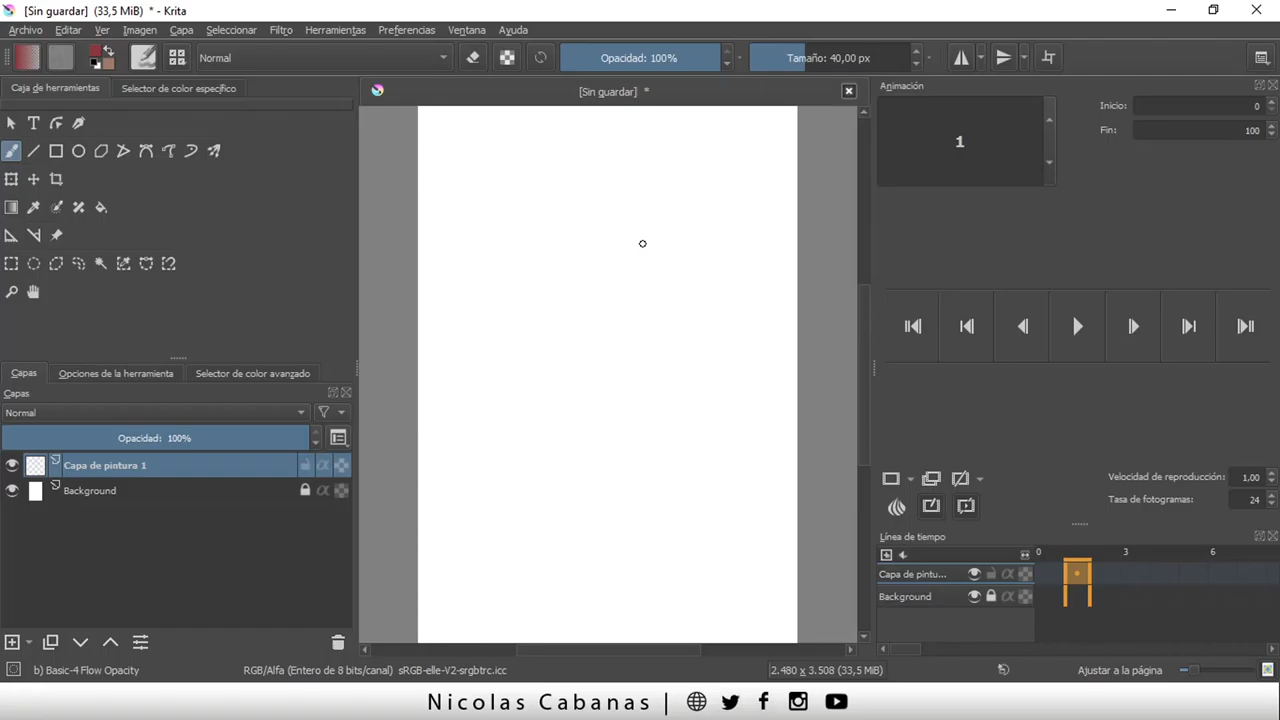 [Sin guardar] (33,5 MiB) * - Krita
Archivo Editar Ver Imagen Capa Seleccionar Filtro Herramientas Preferencias Ventana Ayuda
Normal Opacidad: 100% Tamaño: 40,00 px
Caja de herramientas Selector de color específico
[Sin guardar] *
Animación
1
Inicio: 0
Fin: 100
Capas Opciones de la herramienta Selector de color avanzado
Capas
Normal
Opacidad: 100%
Capa de pintura 1
Background
Velocidad de reproducción: 1,00
Tasa de fotogramas: 24
Línea de tiempo
0 3 6
Capa de pintu...
Background
b) Basic-4 Flow Opacity RGB/Alfa (Entero de 8 bits/canal) sRGB-elle-V2-srgbtrc.icc 2.480 x 3.508 (33,5 MiB) Ajustar a la página
Nicolas Cabanas |